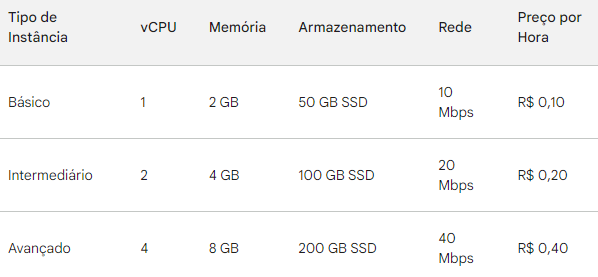 Tipo de Instância vCPU Memória Armazenamento Rede Preço por Hora
Básico 1 2 GB 50 GB SSD 10 Mbps R$ 0,10
Intermediário 2 4 GB 100 GB SSD 20 Mbps R$ 0,20
Avançado 4 8 GB 200 GB SSD 40 Mbps R$ 0,40